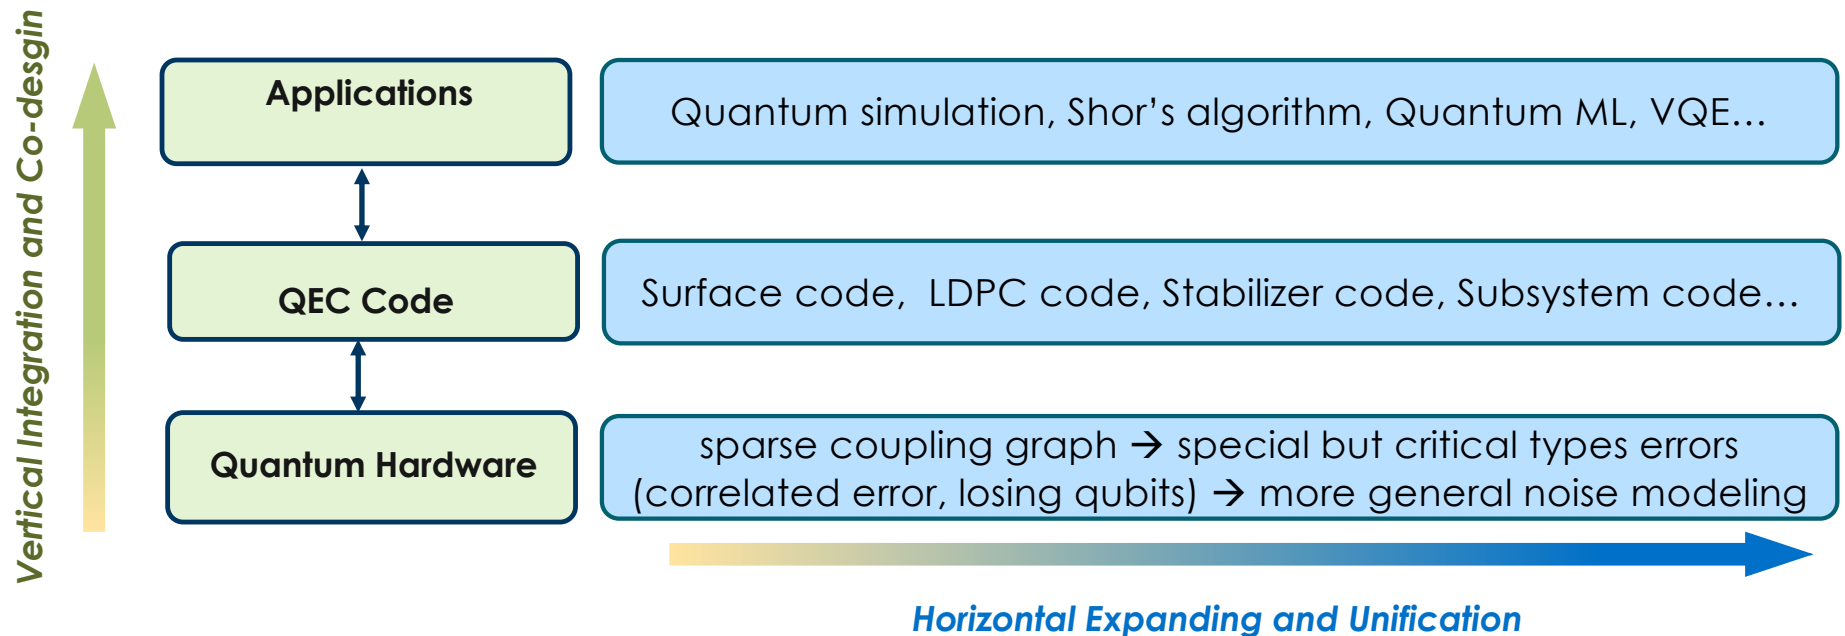 Vertical Integration and Co-desgin
Applications
Quantum simulation, Shor’s algorithm, Quantum ML, VQE…
QEC Code
Surface code,  LDPC code, Stabilizer code, Subsystem code…
Quantum Hardware
sparse coupling graph → special but critical types errors
(correlated error, losing qubits) → more general noise modeling
Horizontal Expanding and Unification